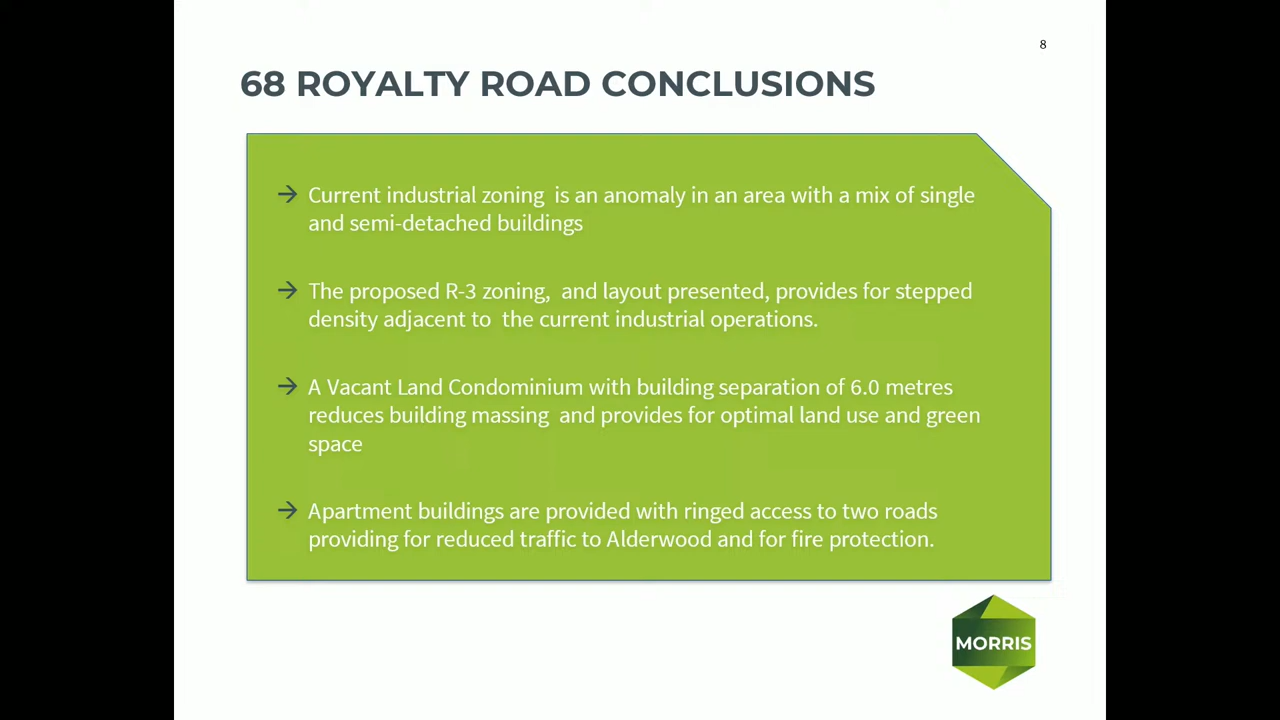 8
68 ROYALTY ROAD CONCLUSIONS
→ Current industrial zoning  is an anomaly in an area with a mix of single
and semi-detached buildings
→ The proposed R-3 zoning,  and layout presented, provides for stepped
density adjacent to  the current industrial operations.
→ A Vacant Land Condominium with building separation of 6.0 metres
reduces building massing  and provides for optimal land use and green
space
→ Apartment buildings are provided with ringed access to two roads
providing for reduced traffic to Alderwood and for fire protection.
MORRIS